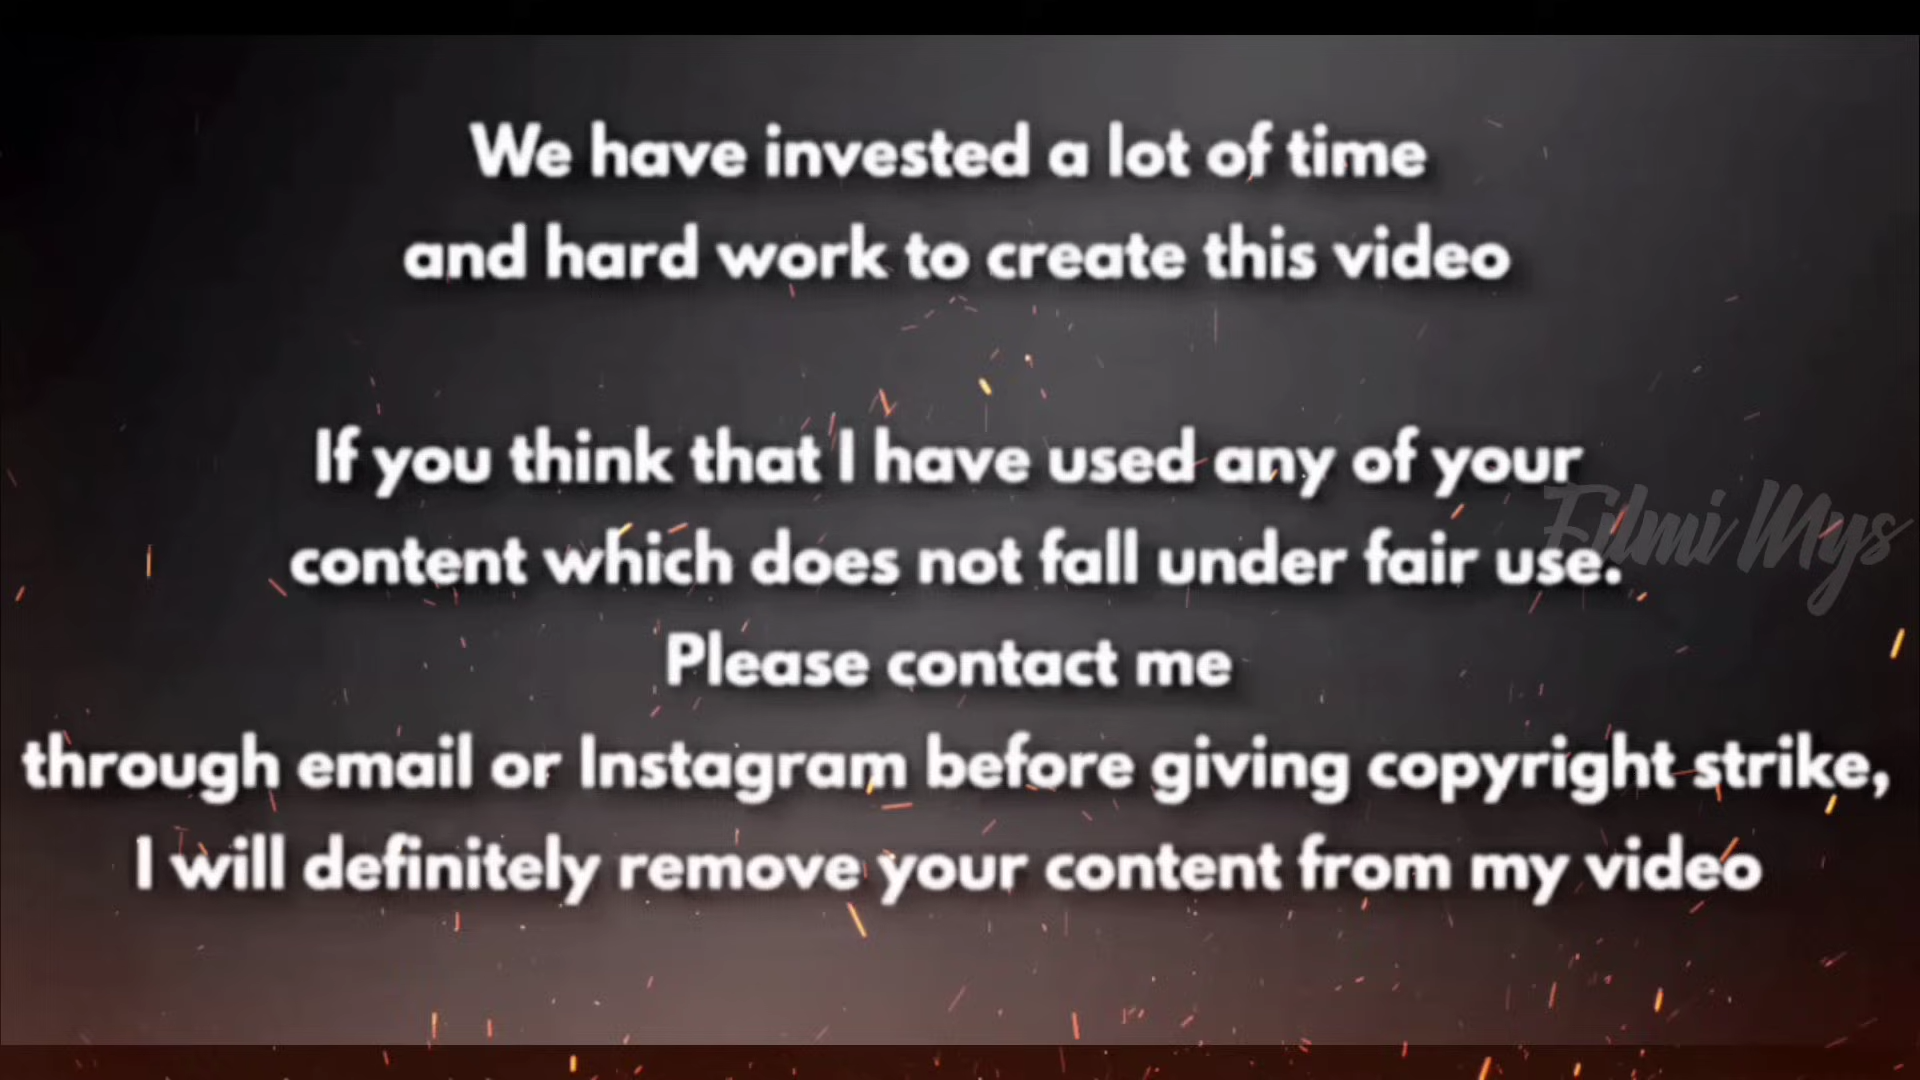 We have invested a lot of time
and hard work to create this video
If you think that I have used any of your
content which does not fall under fair use.
Please contact me
through email or Instagram before giving copyright strike,
I will definitely remove your content from my video
Filmi Mys